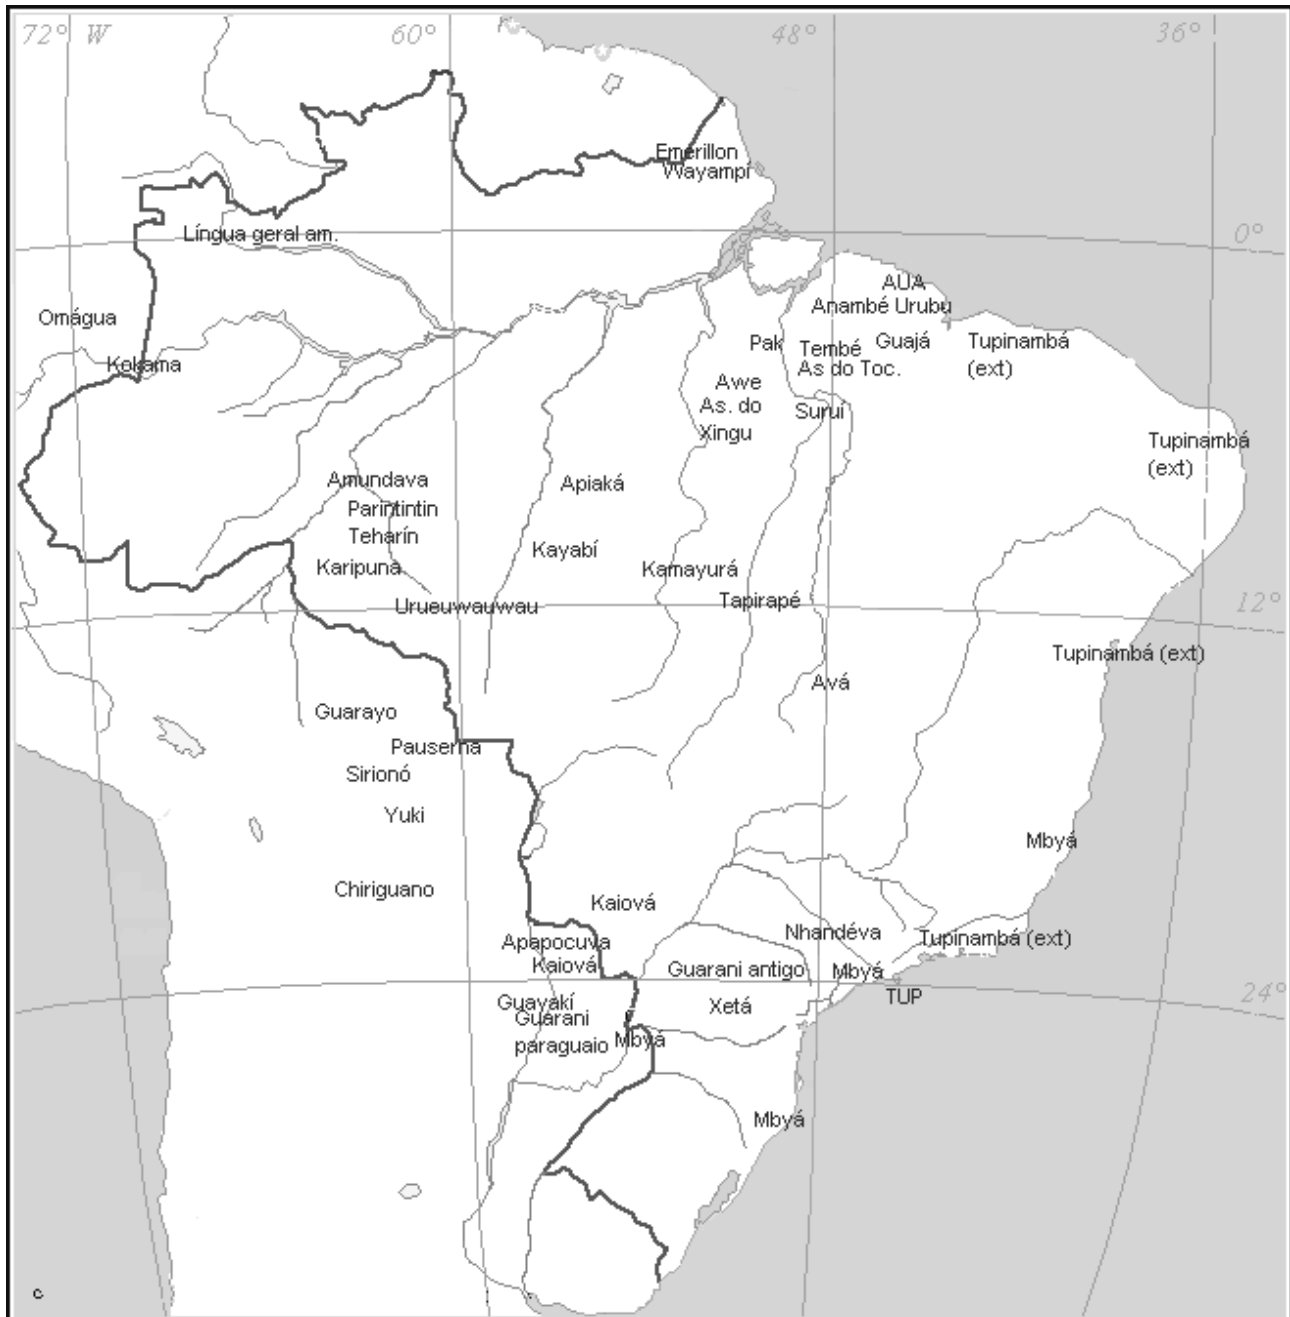 72° W
60°
48°
36°
Emérillon
Wayampí
Língua geral am.
0°
AUA
Anambé Urubu
Omágua
Pak
Tembé
Guajá
Tupinambá
(ext)
Kokama
As do Toc.
Awe
As. do
Xingu
Suruí
Tupinambá
(ext)
Amundava
Apiaká
Parintintin
Teharín
Kayabí
Karipuna
Kamayurá
Urueuwauwau
Tapirapé
12°
Tupinambá (ext)
Avá
Guarayo
Pauserna
Sirionó
Yuki
Mbyá
Chiriguano
Kaiová
Nhandéva
Tupinambá (ext)
Apapocuva
Kaiová
Guarani antigo
Mbyá
TUP
24°
Guayakí
Xetá
Guarani
paraguaio
Mbyá
Mbyá
c